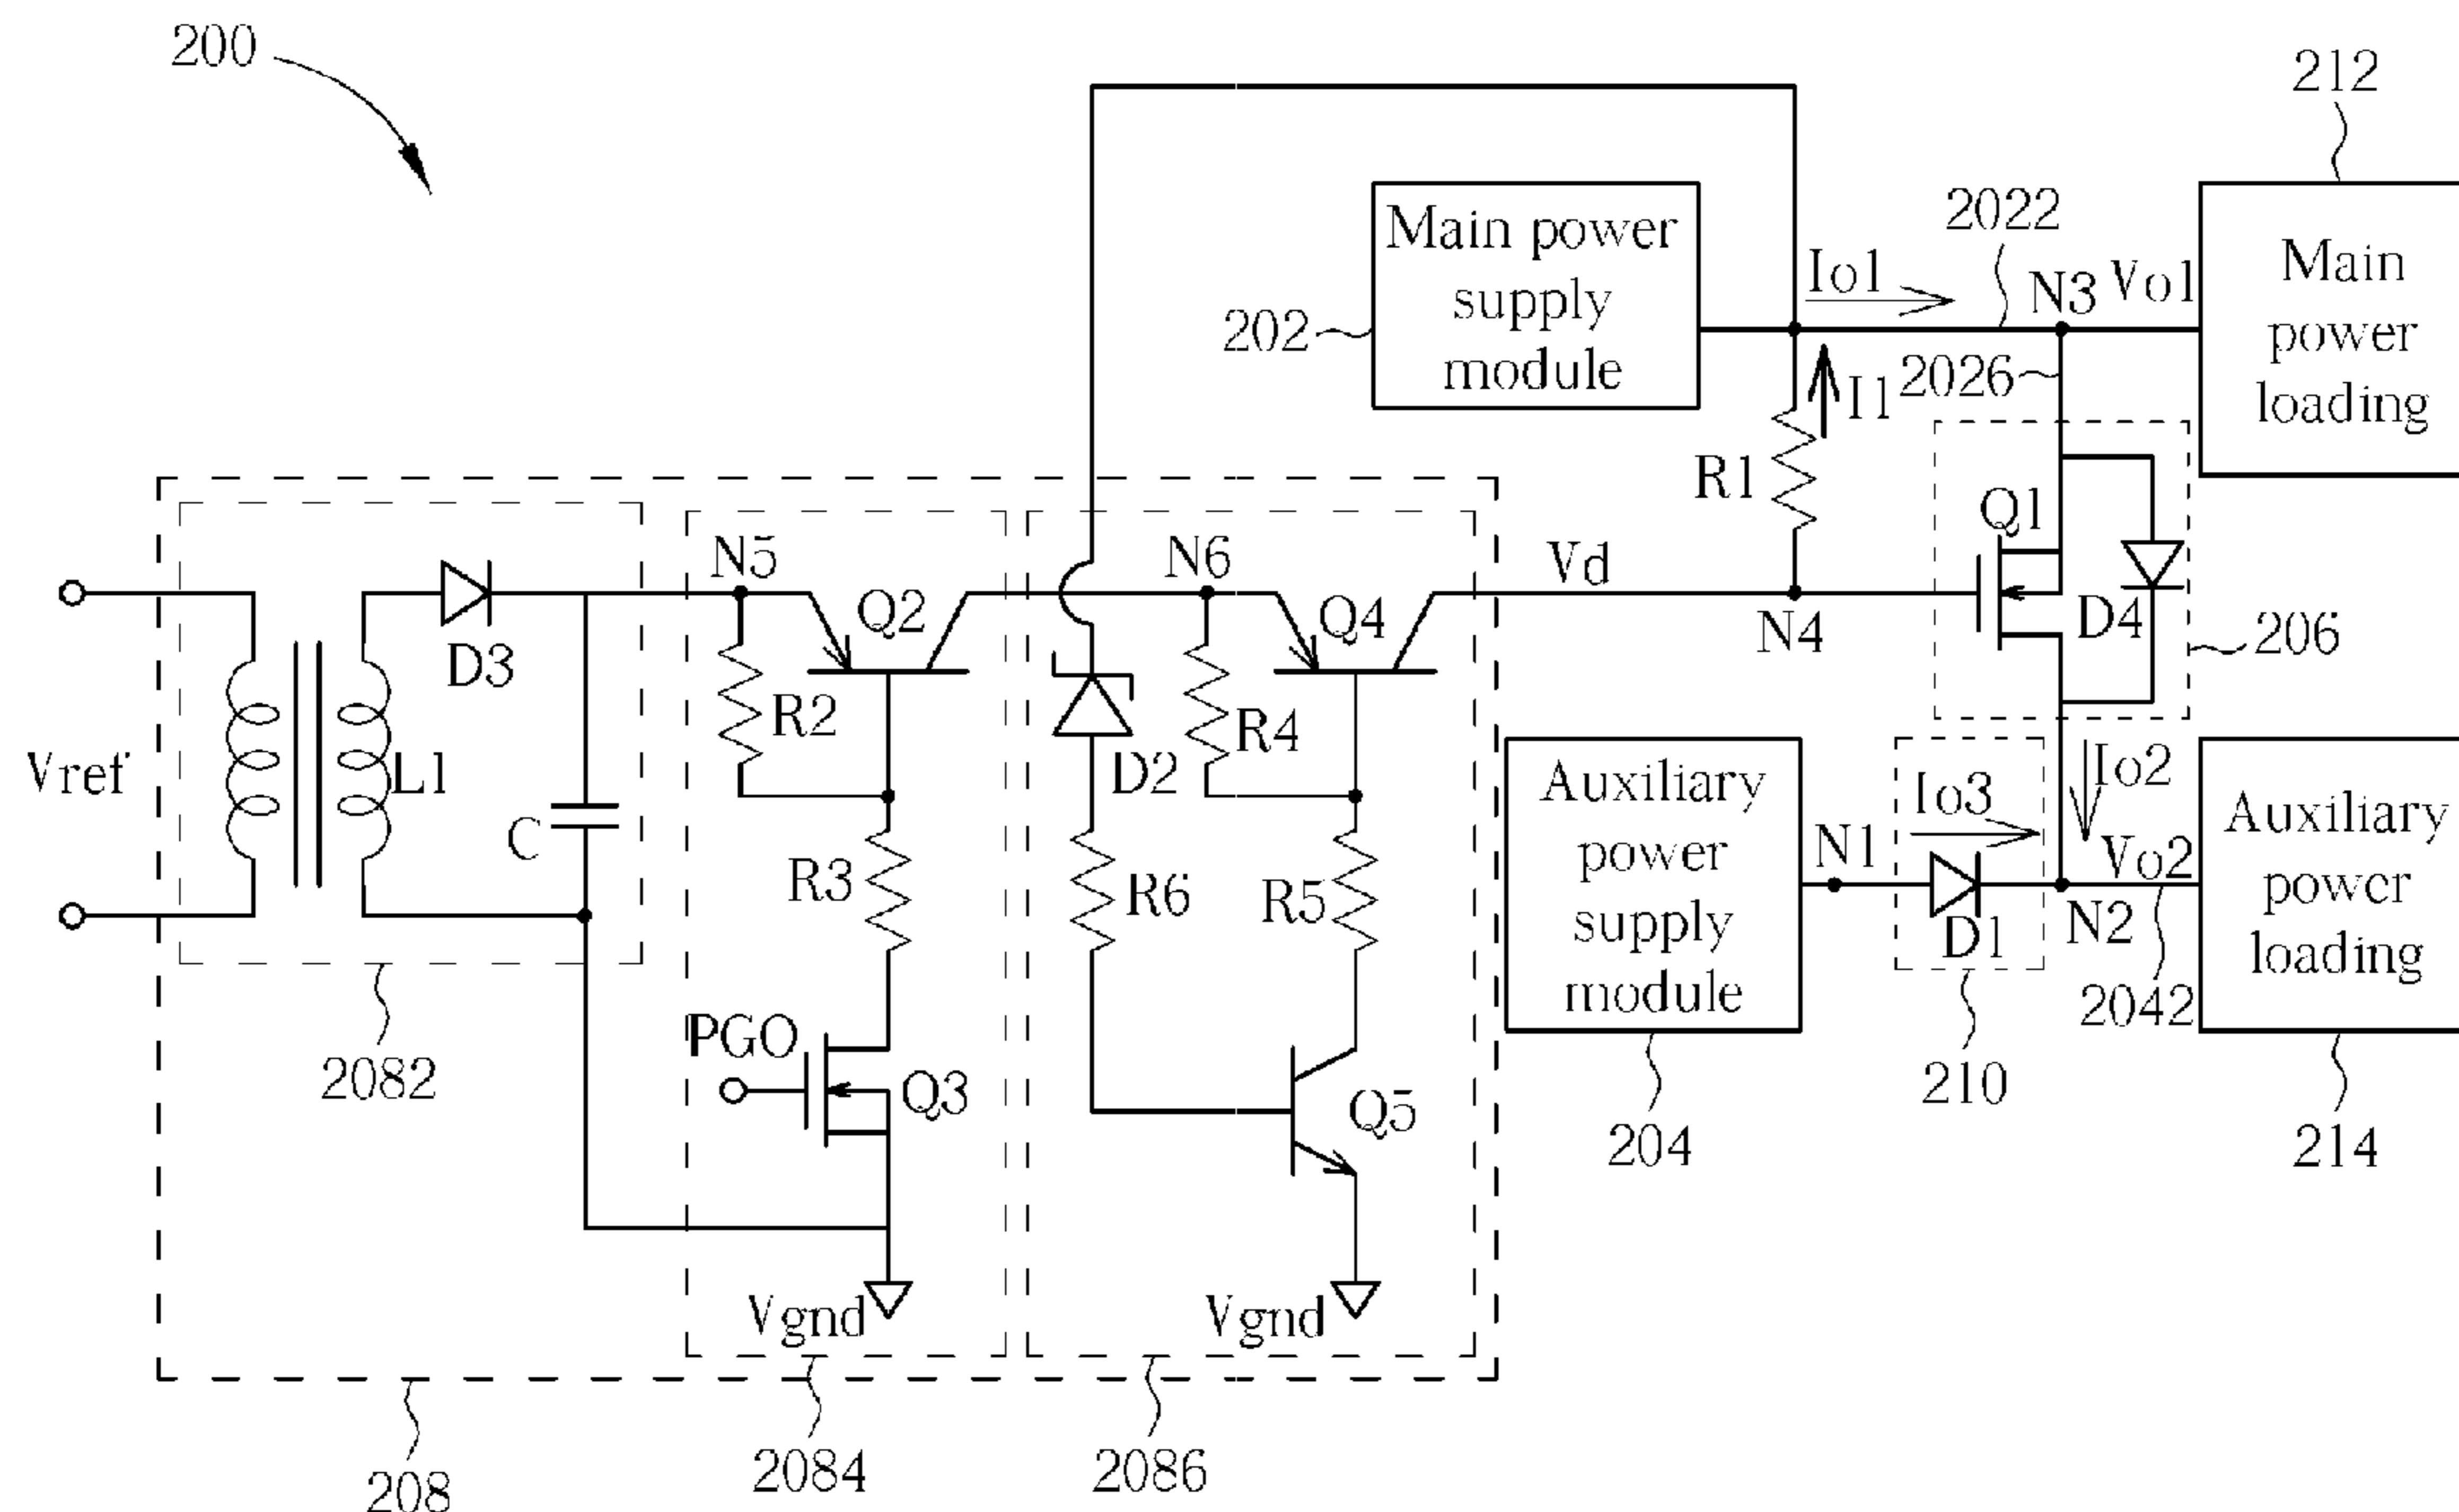 200
212
Main power
supply
module
202
Io1
2022
N3
Vo1
Main
power
loading
2026
I1
R1
N5
Q2
N6
Q4
Vd
N4
Q1
D4
206
D3
R2
R4
D2
Vref
L1
C
R3
R6
R5
Auxiliary
power
supply
module
N1
Io3
Io2
Vo2
D1
N2
2042
Auxiliary
power
loading
PGO
Q3
Q5
2082
204
210
214
Vgnd
Vgnd
208
2084
2086